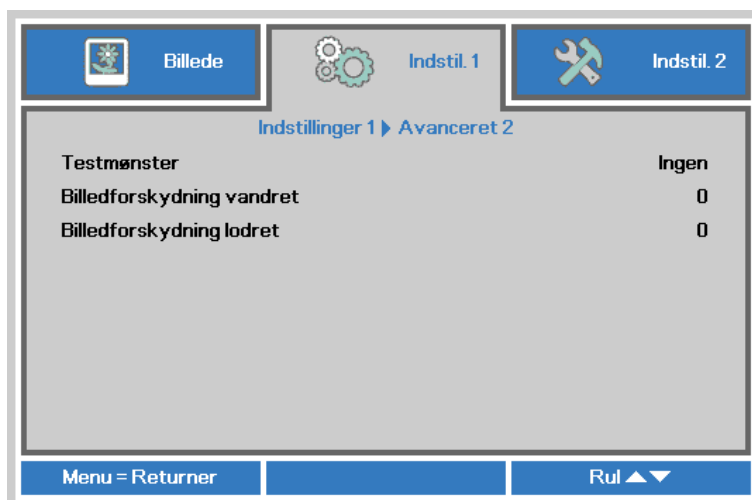 Billede
Indstil. 1
Indstil. 2
Indstillinger 1 ▶ Avanceret 2
Testmønster Ingen
Billedforskydning vandret 0
Billedforskydning lodret 0
Menu = Returner
Rul ▲▼